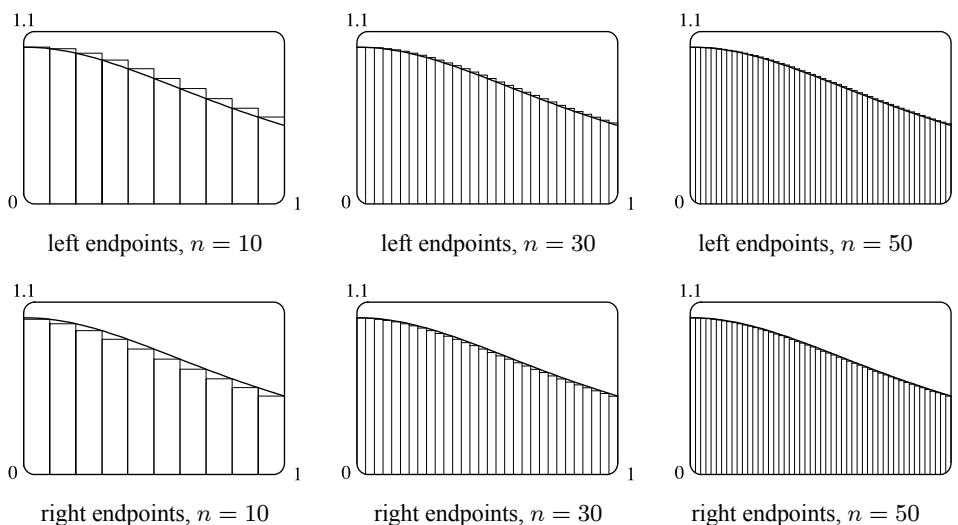 1.1 1.1 1.1
0 1 0 1 0
left endpoints, n = 10 left endpoints, n = 30 left endpoints, n = 50
1.1 1.1 1.1
0 1 0 1 0
right endpoints, n = 10 right endpoints, n = 30 right endpoints, n = 50